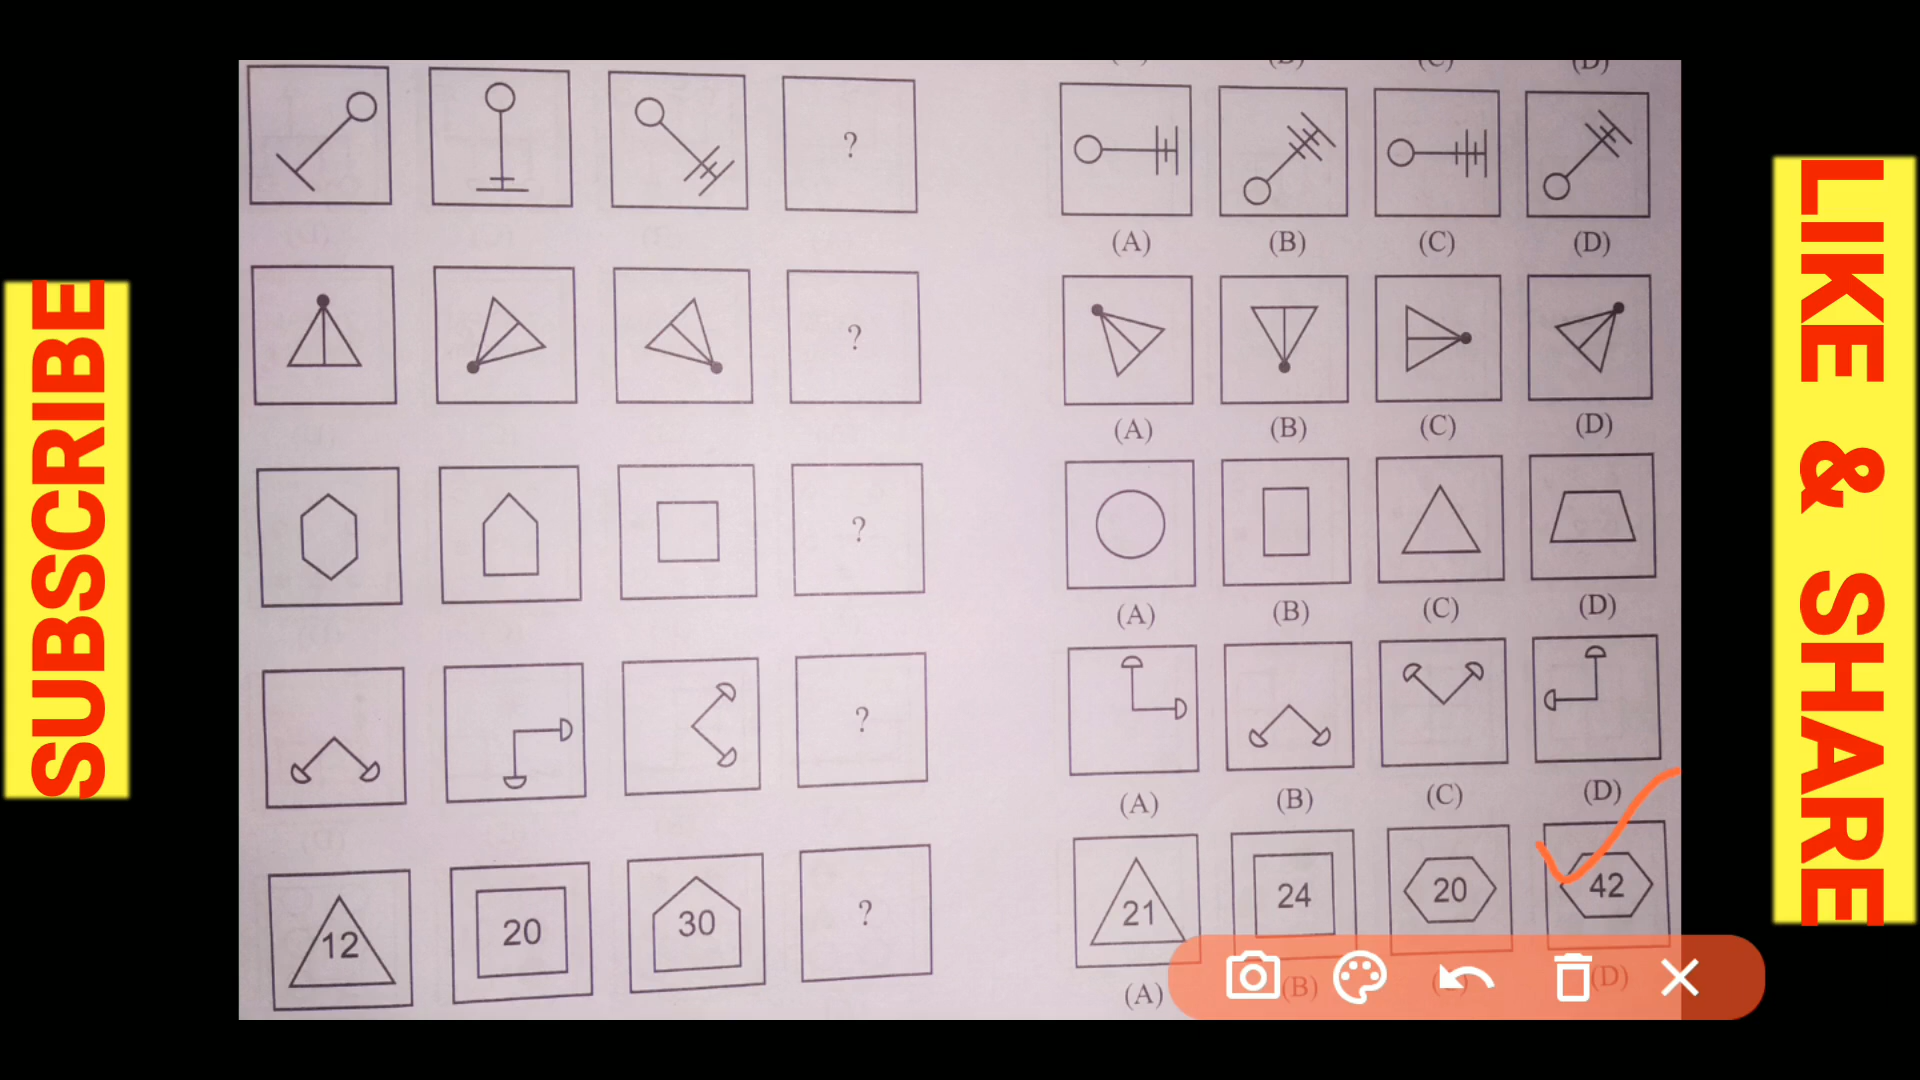 SUBSCRIBE
LIKE & SHARE
(D)
?
(A) (B) (C) (D)
?
(A) (B) (C) (D)
?
(A) (B) (C) (D)
?
(A) (B) (C) (D)
12 20 30 ?
21 24 20 42
(A) (B) (D)